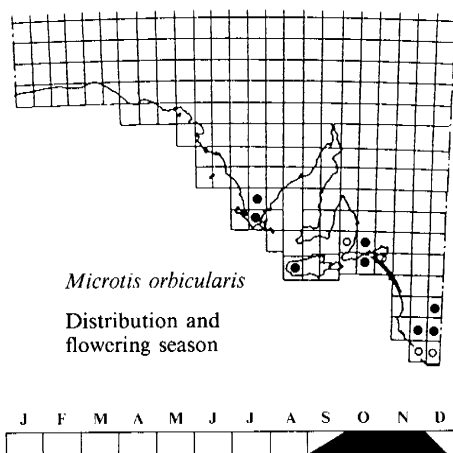 Microtis orbicularis
Distribution and
flowering season
J F M A M J J A S O N D